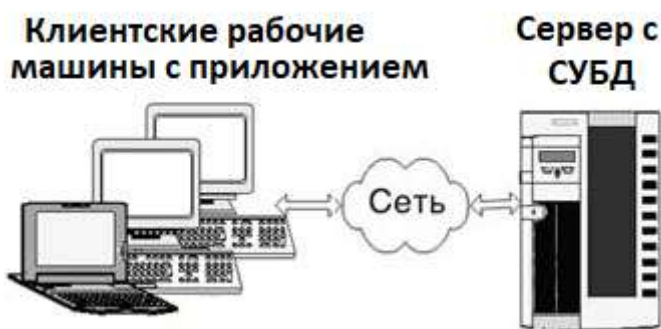 Клиентские рабочие
машины с приложением
Сервер с
СУБД
Сеть